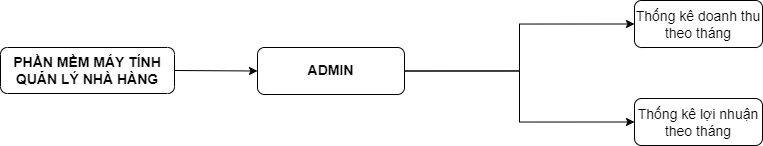 PHẦN MỀM MÁY TÍNH
QUẢN LÝ NHÀ HÀNG
ADMIN
Thống kê doanh thu
theo tháng
Thống kê lợi nhuận
theo tháng